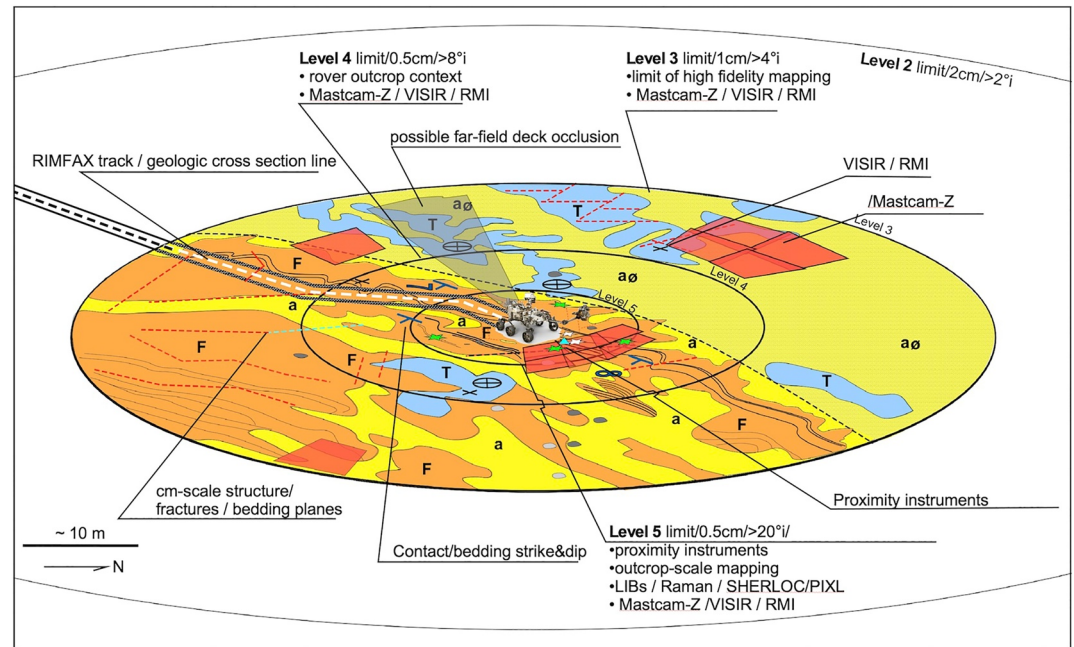 Level 4 limit/0.5cm/>8°i
• rover outcrop context
• Mastcam-Z / VISIR / RMI
Level 3 limit/1cm/>4°i
•limit of high fidelity mapping
• Mastcam-Z / VISIR / RMI
Level 2 limit/2cm/>2°i
possible far-field deck occlusion
RIMFAX track / geologic cross section line
VISIR / RMI
/Mastcam-Z
Level 3
aø
T
T
F
aø
Level 4
a
Level 5
a
F
a
aø
F
F
T
T
a
F
a
F
cm-scale structure/
fractures / bedding planes
Proximity instruments
~ 10 m
N
Contact/bedding strike&dip
Level 5 limit/0.5cm/>20°i/
•proximity instruments
•outcrop-scale mapping
•LIBs / Raman / SHERLOC/PIXL
• Mastcam-Z /VISIR / RMI